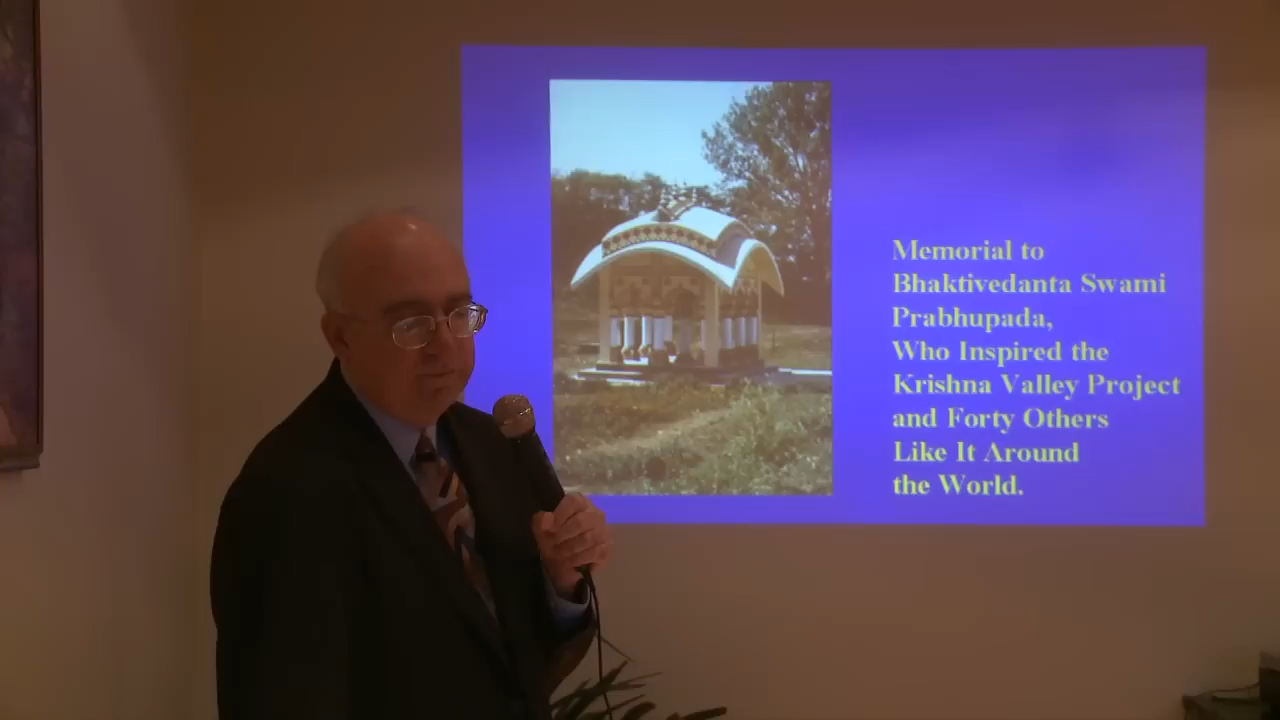 Memorial to
Bhaktivedanta Swami
Prabhupada,
Who Inspired the
Krishna Valley Project
and Forty Others
Like It Around
the World.